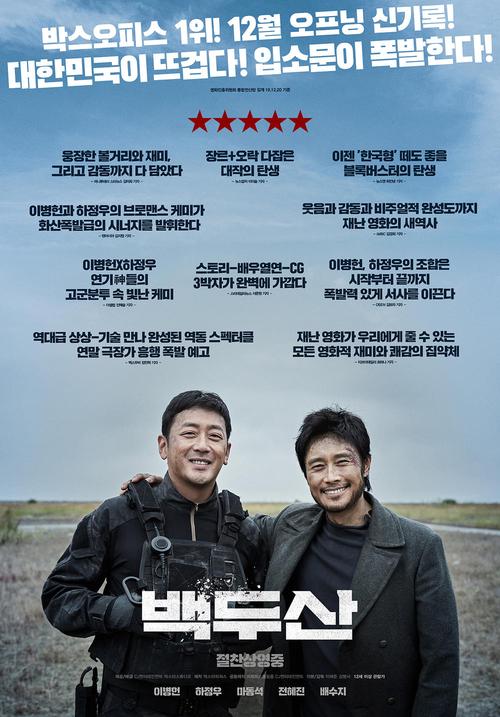 박스오피스 1위! 12월 오프닝 신기록!
대한민국이 뜨겁다! 입소문이 폭발한다!
★★★★★
웅장한 볼거리와 재미,
그리고 감동까지 다 담았다
장르+오락 다잡은
대작의 탄생
이젠 '한국형' 떼도 좋을
블록버스터의 탄생
이병헌과 하정우의 브로맨스 케미가
화산폭발급의 시너지를 발휘한다
웃음과 감동과 비주얼적 완성도까지
재난 영화의 새역사
이병헌X하정우
연기神들의
고군분투 속 빛난 케미
스토리-배우열연-CG
3박자가 완벽에 가깝다
이병헌, 하정우의 조합은
시작부터 끝까지
폭발력 있게 서사를 이끈다
역대급 상상-기술 만나 완성된 역동 스펙터클
연말 극장가 흥행 폭발 예고
재난 영화가 우리에게 줄 수 있는
모든 영화적 재미와 쾌감의 집약체
백두산
절찬상영중
12세 이상 관람가
이병헌 하정우 마동석 전혜진 배수지